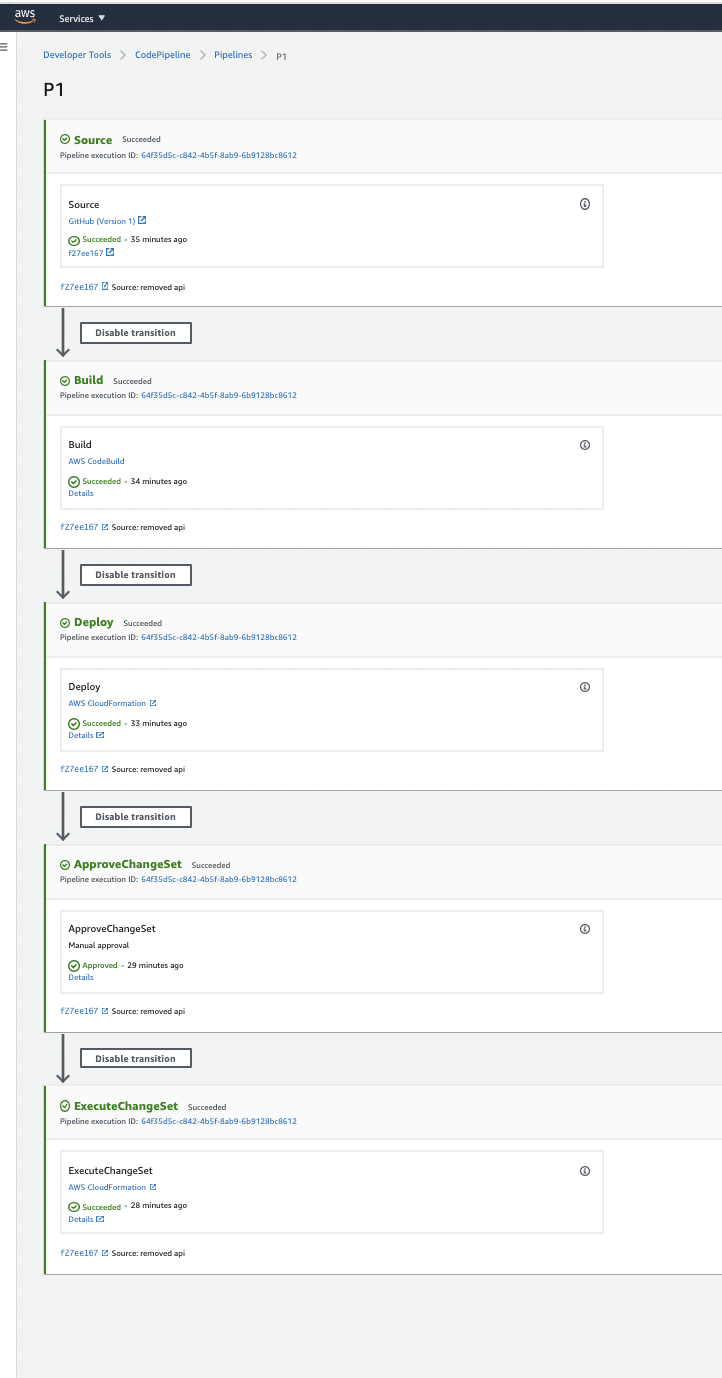 aws
Services
Developer Tools > CodePipeline > Pipelines > P1
P1
Source Succeeded
Pipeline execution ID: 64f35d5c-c842-4b5f-8ab9-6b9128bc8612
Source
GitHub (Version 1)
Succeeded - 35 minutes ago
f27ee167
f27ee167 Source: removed api
Disable transition
Build Succeeded
Pipeline execution ID: 64f35d5c-c842-4b5f-8ab9-6b9128bc8612
Build
AWS CodeBuild
Succeeded - 34 minutes ago
Details
f27ee167 Source: removed api
Disable transition
Deploy Succeeded
Pipeline execution ID: 64f35d5c-c842-4b5f-8ab9-6b9128bc8612
Deploy
AWS CloudFormation
Succeeded - 33 minutes ago
Details
f27ee167 Source: removed api
Disable transition
ApproveChangeSet Succeeded
Pipeline execution ID: 64f35d5c-c842-4b5f-8ab9-6b9128bc8612
ApproveChangeSet
Manual approval
Approved - 29 minutes ago
Details
f27ee167 Source: removed api
Disable transition
ExecuteChangeSet Succeeded
Pipeline execution ID: 64f35d5c-c842-4b5f-8ab9-6b9128bc8612
ExecuteChangeSet
AWS CloudFormation
Succeeded - 28 minutes ago
Details
f27ee167 Source: removed api